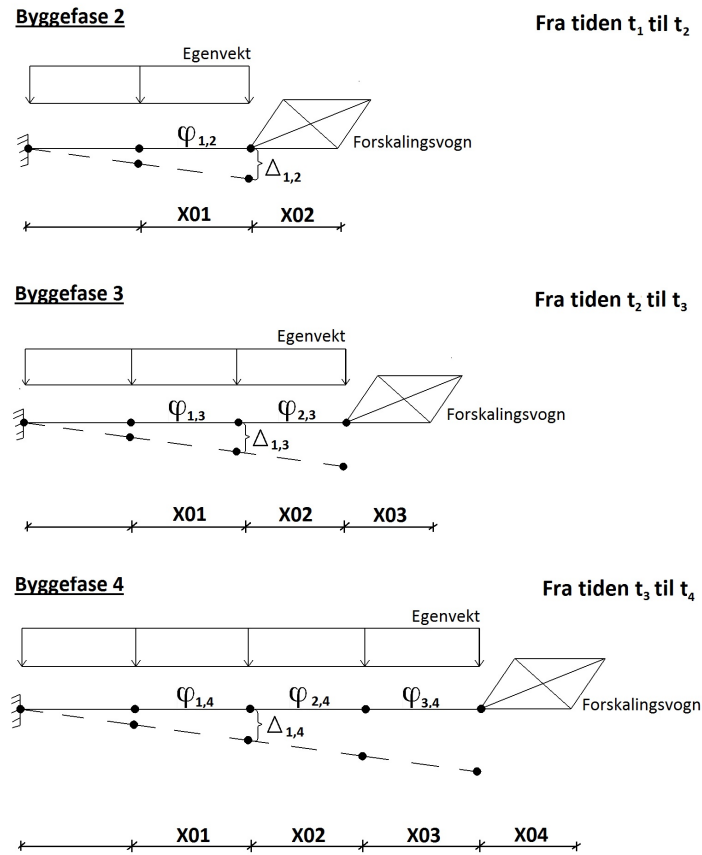 Byggefase 2
Fra tiden t₁ til t₂
Egenvekt
φ₁,₂
Forskalingsvogn
Δ₁,₂
X01 X02
Byggefase 3
Fra tiden t₂ til t₃
Egenvekt
φ₁,₃ φ₂,₃
Forskalingsvogn
Δ₁,₃
X01 X02 X03
Byggefase 4
Fra tiden t₃ til t₄
Egenvekt
φ₁,₄ φ₂,₄ φ₃,₄
Forskalingsvogn
Δ₁,₄
X01 X02 X03 X04